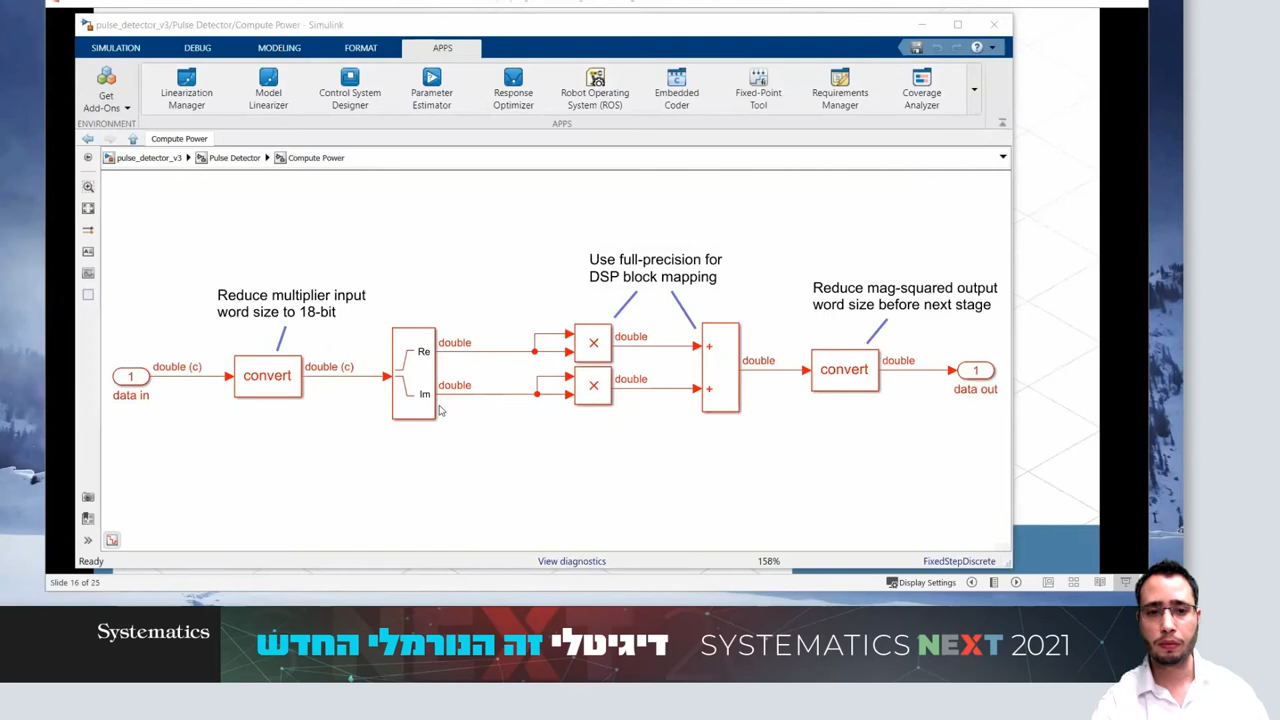 pulse_detector_v3/Pulse Detector/Compute Power - Simulink
SIMULATION DEBUG MODELING FORMAT APPS
Get Add-Ons
Linearization Manager
Model Linearizer
Control System Designer
Parameter Estimator
Response Optimizer
Robot Operating System (ROS)
Embedded Coder
Fixed-Point Tool
Requirements Manager
Coverage Analyzer
ENVIRONMENT
APPS
Compute Power
pulse_detector_v3 Pulse Detector Compute Power
Use full-precision for
DSP block mapping
Reduce multiplier input
word size to 18-bit
Reduce mag-squared output
word size before next stage
1
data in
double (c)
convert
double (c)
Re
Im
double
double
×
×
double
double
+
+
double
convert
double
1
data out
Ready
View diagnostics
158%
FixedStepDiscrete
Slide 16 of 25
Display Settings
Systematics
דיגיטלי זה הנורמלי החדש
SYSTEMATICS NEXT 2021